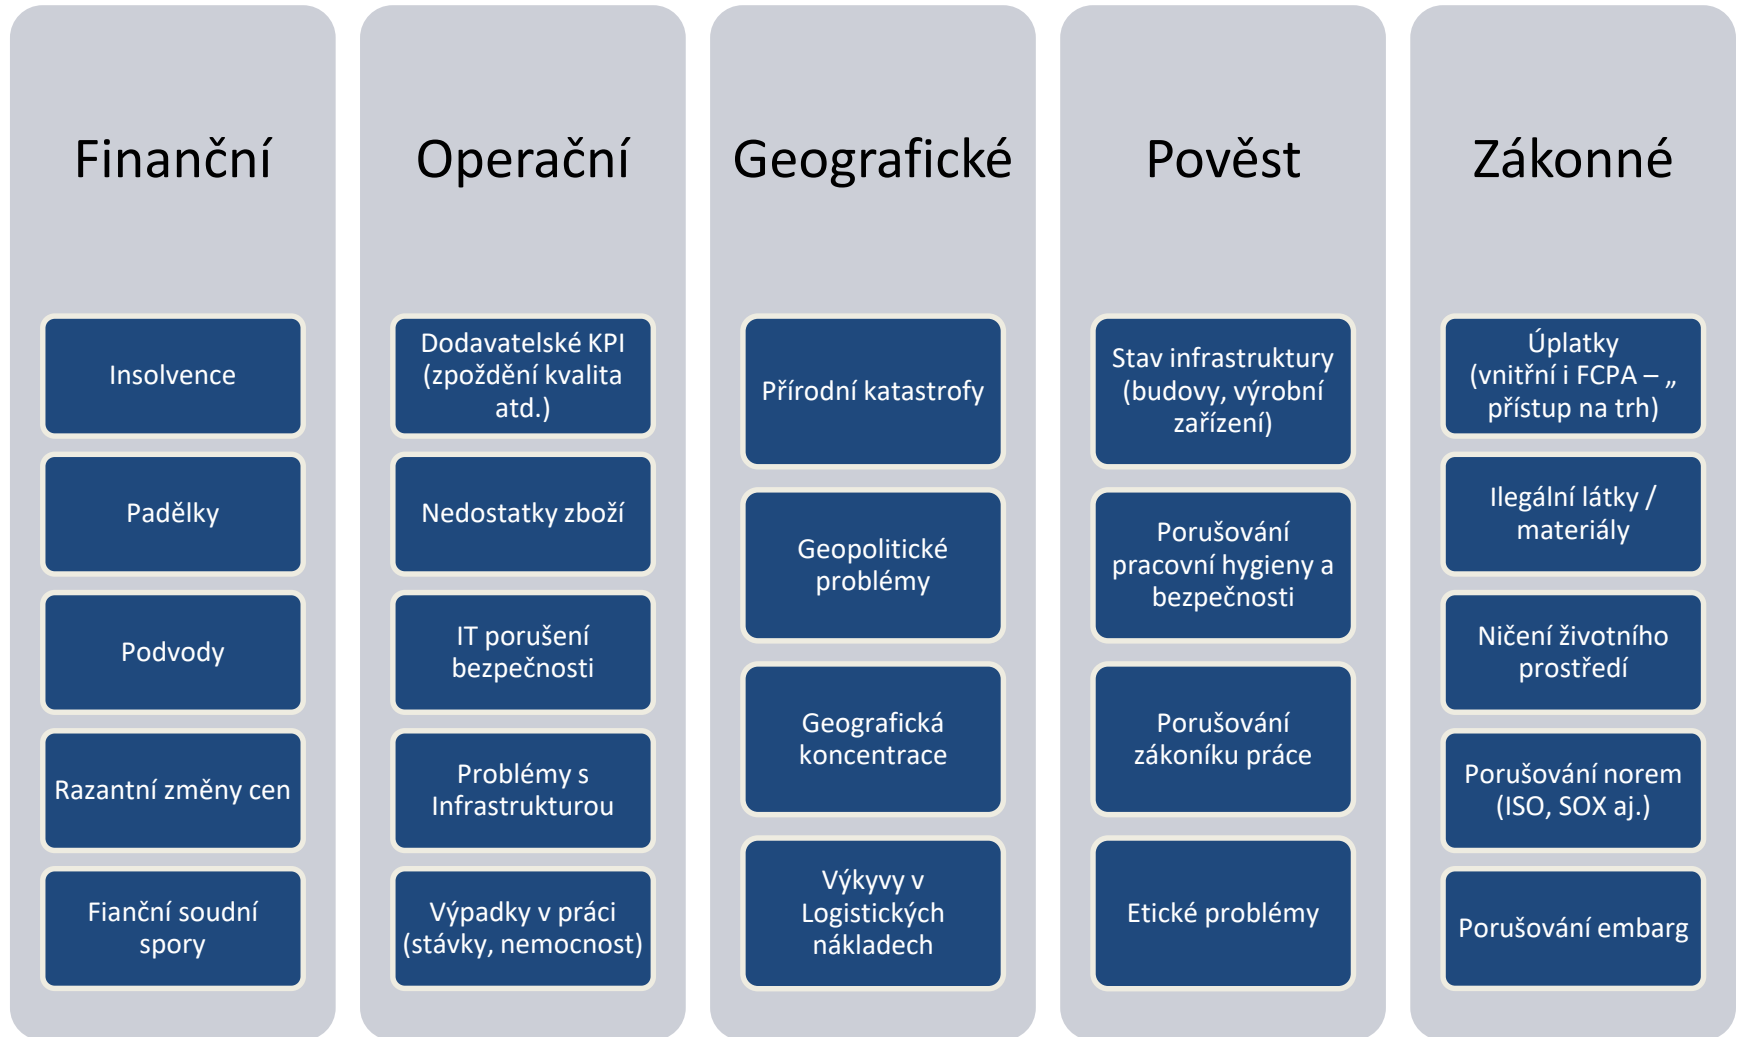 Finanční
Insolvence
Padělky
Podvody
Razantní změny cen
Fianční soudní
spory
Operační
Dodavatelské KPI
(zpoždění kvalita
atd.)
Nedostatky zboží
IT porušení
bezpečnosti
Problémy s
Infrastrukturou
Výpadky v práci
(stávky, nemocnost)
Geografické
Přírodní katastrofy
Geopolitické
problémy
Geografická
koncentrace
Výkyvy v
Logistických
nákladech
Pověst
Stav infrastruktury
(budovy, výrobní
zařízení)
Porušování
pracovní hygieny a
bezpečnosti
Porušování
zákoníku práce
Etické problémy
Zákonné
Úplatky
(vnitřní i FCPA – „
přístup na trh)
Ilegální látky /
materiály
Ničení životního
prostředí
Porušování norem
(ISO, SOX aj.)
Porušování embarg